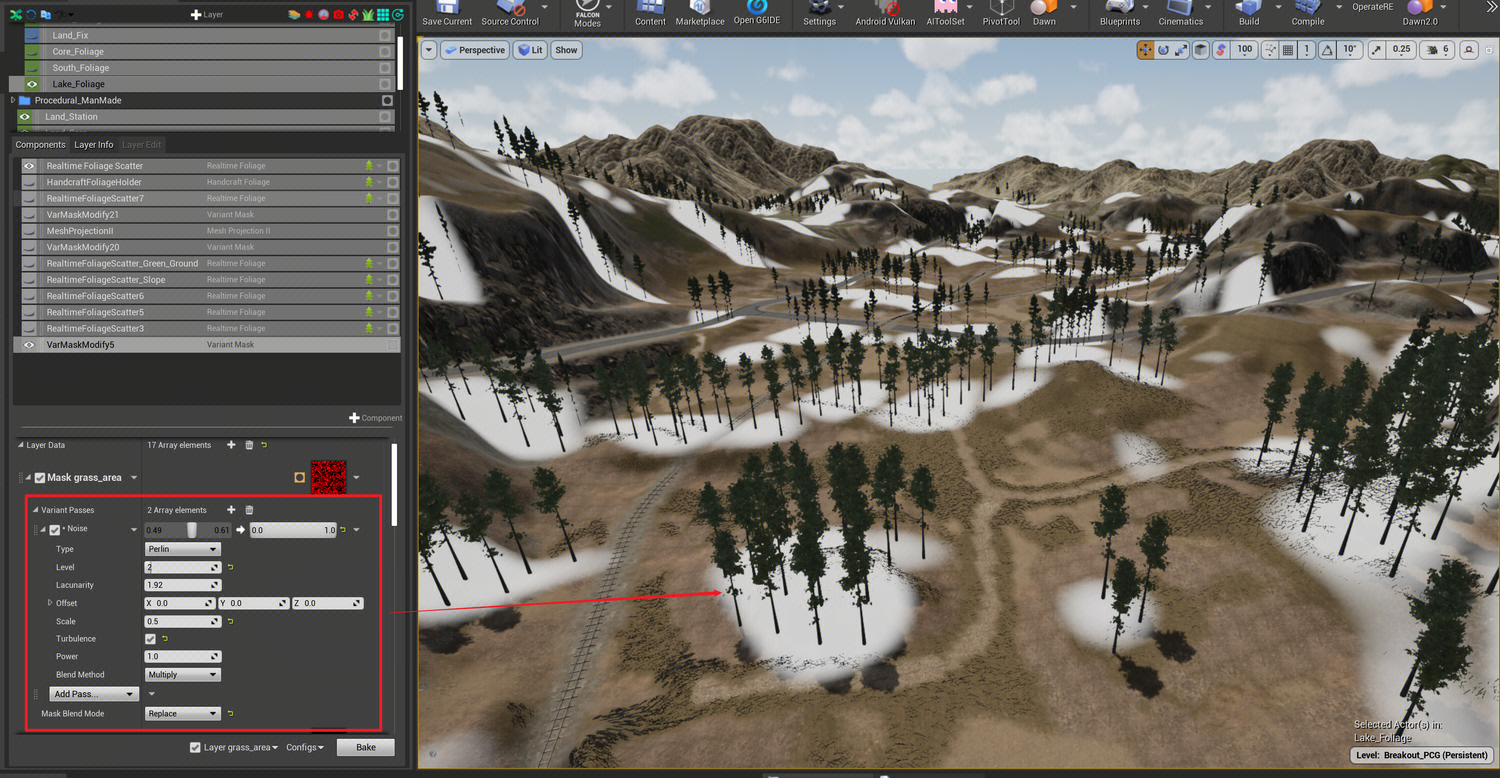 Layer
Save Current
Source Control
FALCON
Modes
Content
Marketplace
Open G6IDE
Settings
Android Vulkan
AIToolSet
PivotTool
Dawn
Blueprints
Cinematics
Build
Compile
OperateRE
Dawn2.0
Land_Fix
Core_Foliage
South_Foliage
Lake_Foliage
Procedural_ManMade
Land_Station
Perspective
Lit
Show
100
1
10°
0.25
6
Components
Layer Info
Layer Edit
Realtime Foliage Scatter Realtime Foliage
HandcraftFoliageHolder Handcraft Foliage
RealtimeFoliageScatter7 Realtime Foliage
VarMaskModify21 Variant Mask
MeshProjectionII Mesh Projection II
VarMaskModify20 Variant Mask
RealtimeFoliageScatter_Green_Ground Realtime Foliage
RealtimeFoliageScatter_Slope Realtime Foliage
RealtimeFoliageScatter6 Realtime Foliage
RealtimeFoliageScatter5 Realtime Foliage
RealtimeFoliageScatter3 Realtime Foliage
VarMaskModify5 Variant Mask
Component
Layer Data 17 Array elements
Mask grass_area
Variant Passes 2 Array elements
Noise 0.49 0.61 0.0 1.0
Type Perlin
Level 2
Lacunarity 1.92
Offset X 0.0 Y 0.0 Z 0.0
Scale 0.5
Turbulence
Power 1.0
Blend Method Multiply
Add Pass...
Mask Blend Mode Replace
Layer grass_area Configs Bake
Selected Actor(s) in:
Lake_Foliage
Level: Breakout_PCG (Persistent)